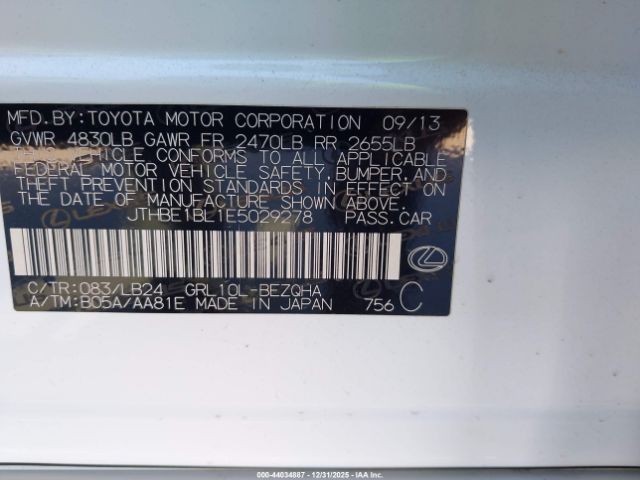 MFD.BY:TOYOTA MOTOR CORPORATION 09/13
GVWR 4830LB GAWR FR 2470LB RR 2655LB
THIS VEHICLE CONFORMS TO ALL APPLICABLE
FEDERAL MOTOR VEHICLE SAFETY,BUMPER,AND
THEFT PREVENTION STANDARDS IN EFFECT ON
THE DATE OF MANUFACTURE SHOWN ABOVE.
JTHBE1BL1E5029278 PASS.CAR
C/TR:083/LB24 GRL10L-BEZQHA
A/TM:B05A/AA81E MADE IN JAPAN 756 C
000-44034887 - 12/31/2025 - IAA Inc.